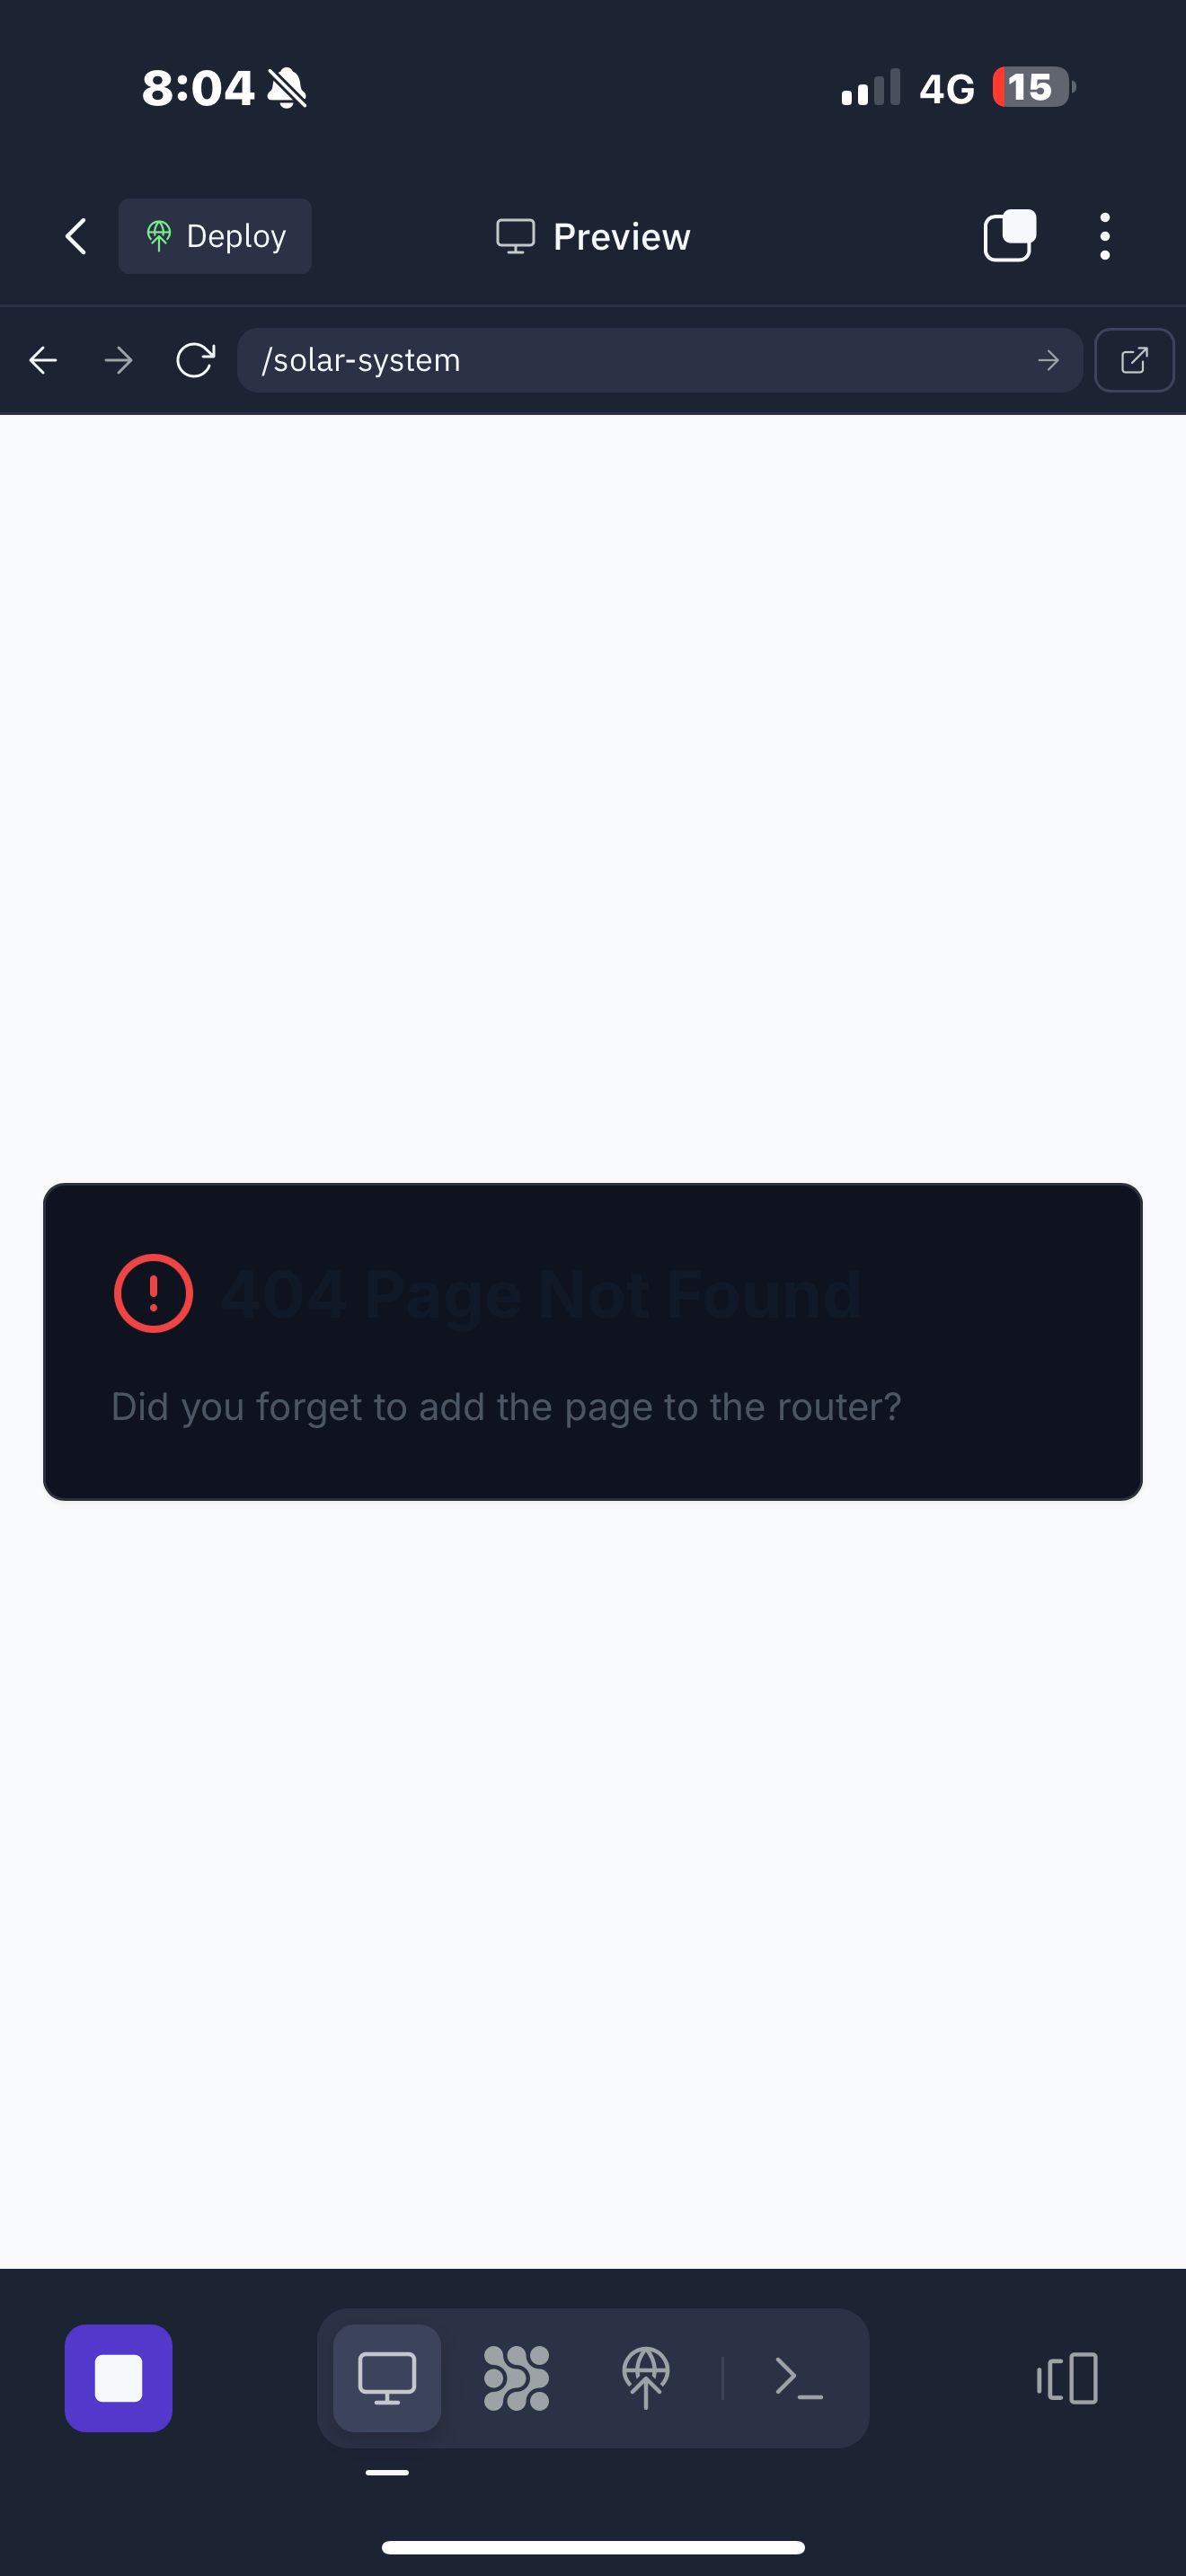 8:04
4G
15
Deploy
Preview
/solar-system
404 Page Not Found
Did you forget to add the page to the router?